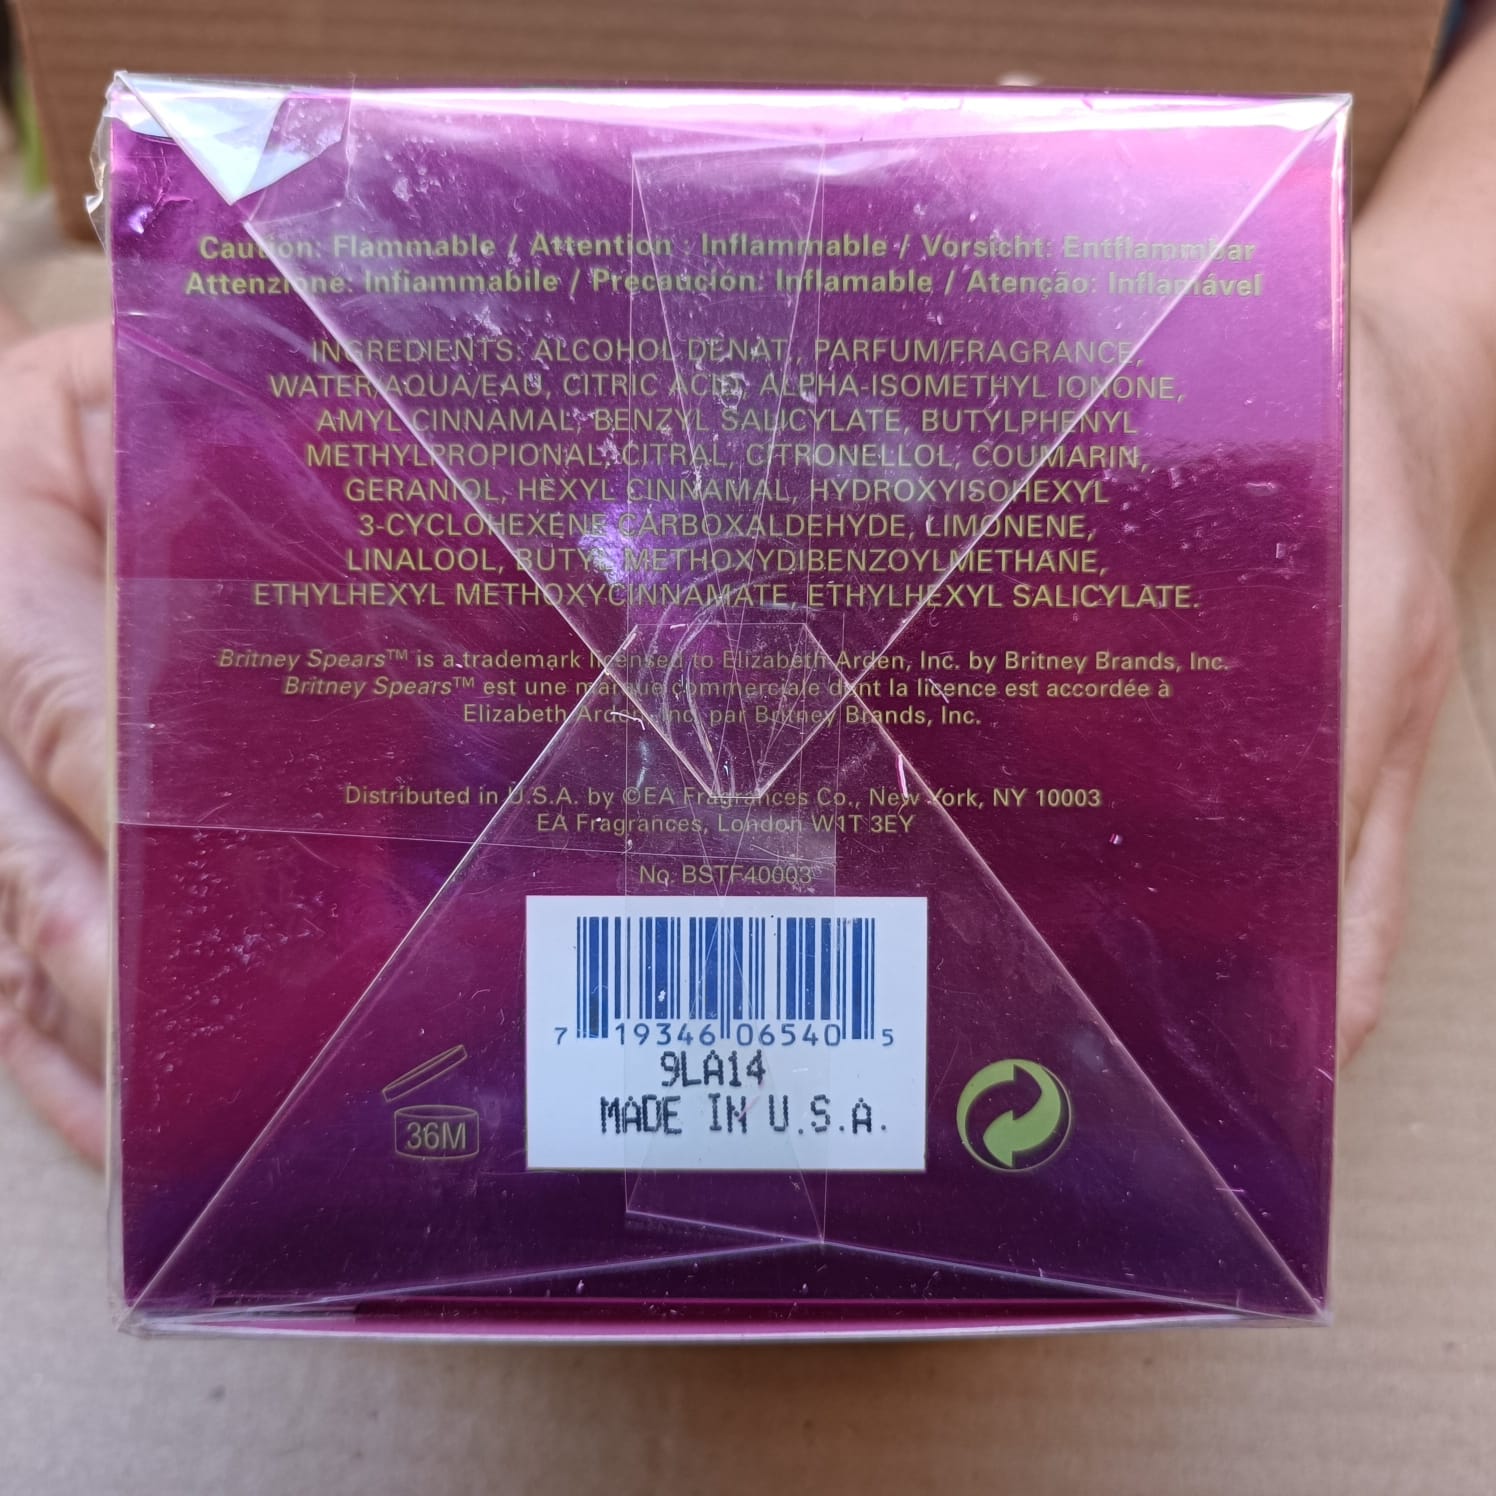 Caution: Flammable / Attention : Inflammable / Vorsicht: Entflammbar
Attenzione: Infiammabile / Precaución: Inflamable / Atenção: Inflamável
INGREDIENTS: ALCOHOL DENAT., PARFUM/FRAGRANCE,
WATER/AQUA/EAU, CITRIC ACID, ALPHA-ISOMETHYL IONONE,
AMYL CINNAMAL, BENZYL SALICYLATE, BUTYLPHENYL
METHYLPROPIONAL, CITRAL, CITRONELLOL, COUMARIN,
GERANIOL, HEXYL CINNAMAL, HYDROXYISOHEXYL
3-CYCLOHEXENE CARBOXALDEHYDE, LIMONENE,
LINALOOL, BUTYL METHOXYDIBENZOYLMETHANE,
ETHYLHEXYL METHOXYCINNAMATE, ETHYLHEXYL SALICYLATE.
Britney Spears™ is a trademark licensed to Elizabeth Arden, Inc. by Britney Brands, Inc.
Britney Spears™ est une marque commerciale dont la licence est accordée à
Elizabeth Arden, Inc. par Britney Brands, Inc.
Distributed in U.S.A. by ©EA Fragrances Co., New York, NY 10003
EA Fragrances, London W1T 3EY
No. BSTF40003
7 19346 06540 5
9LA14
MADE IN U.S.A.
36M